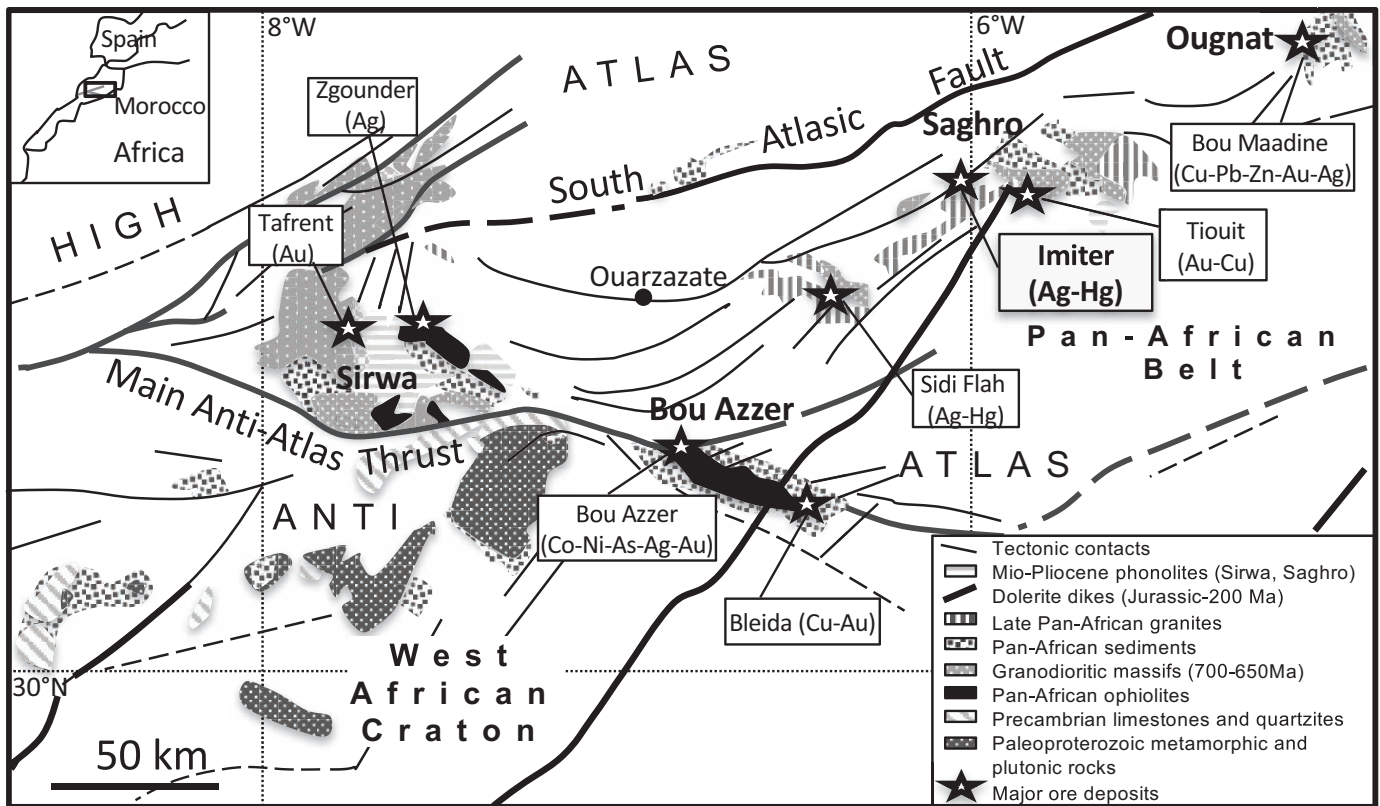 Spain
Morocco
Africa
8°W
6°W
Ougnat
ATLAS
Fault
Zgounder
(Ag)
Saghro
Atlasic
Bou Maadine
(Cu-Pb-Zn-Au-Ag)
South
HIGH
Tafrent
(Au)
Tiouit
(Au-Cu)
Ouarzazate
Imiter
(Ag-Hg)
Pan-African
Belt
Sirwa
Sidi Flah
(Ag-Hg)
Main Anti-Atlas
Thrust
Bou Azzer
ATLAS
ANTI
Bou Azzer
(Co-Ni-As-Ag-Au)
Bleida (Cu-Au)
West
African
Craton
30°N
50 km
Tectonic contacts
Mio-Pliocene phonolites (Sirwa, Saghro)
Dolerite dikes (Jurassic-200 Ma)
Late Pan-African granites
Pan-African sediments
Granodioritic massifs (700-650Ma)
Pan-African ophiolites
Precambrian limestones and quartzites
Paleoproterozoic metamorphic and
plutonic rocks
Major ore deposits